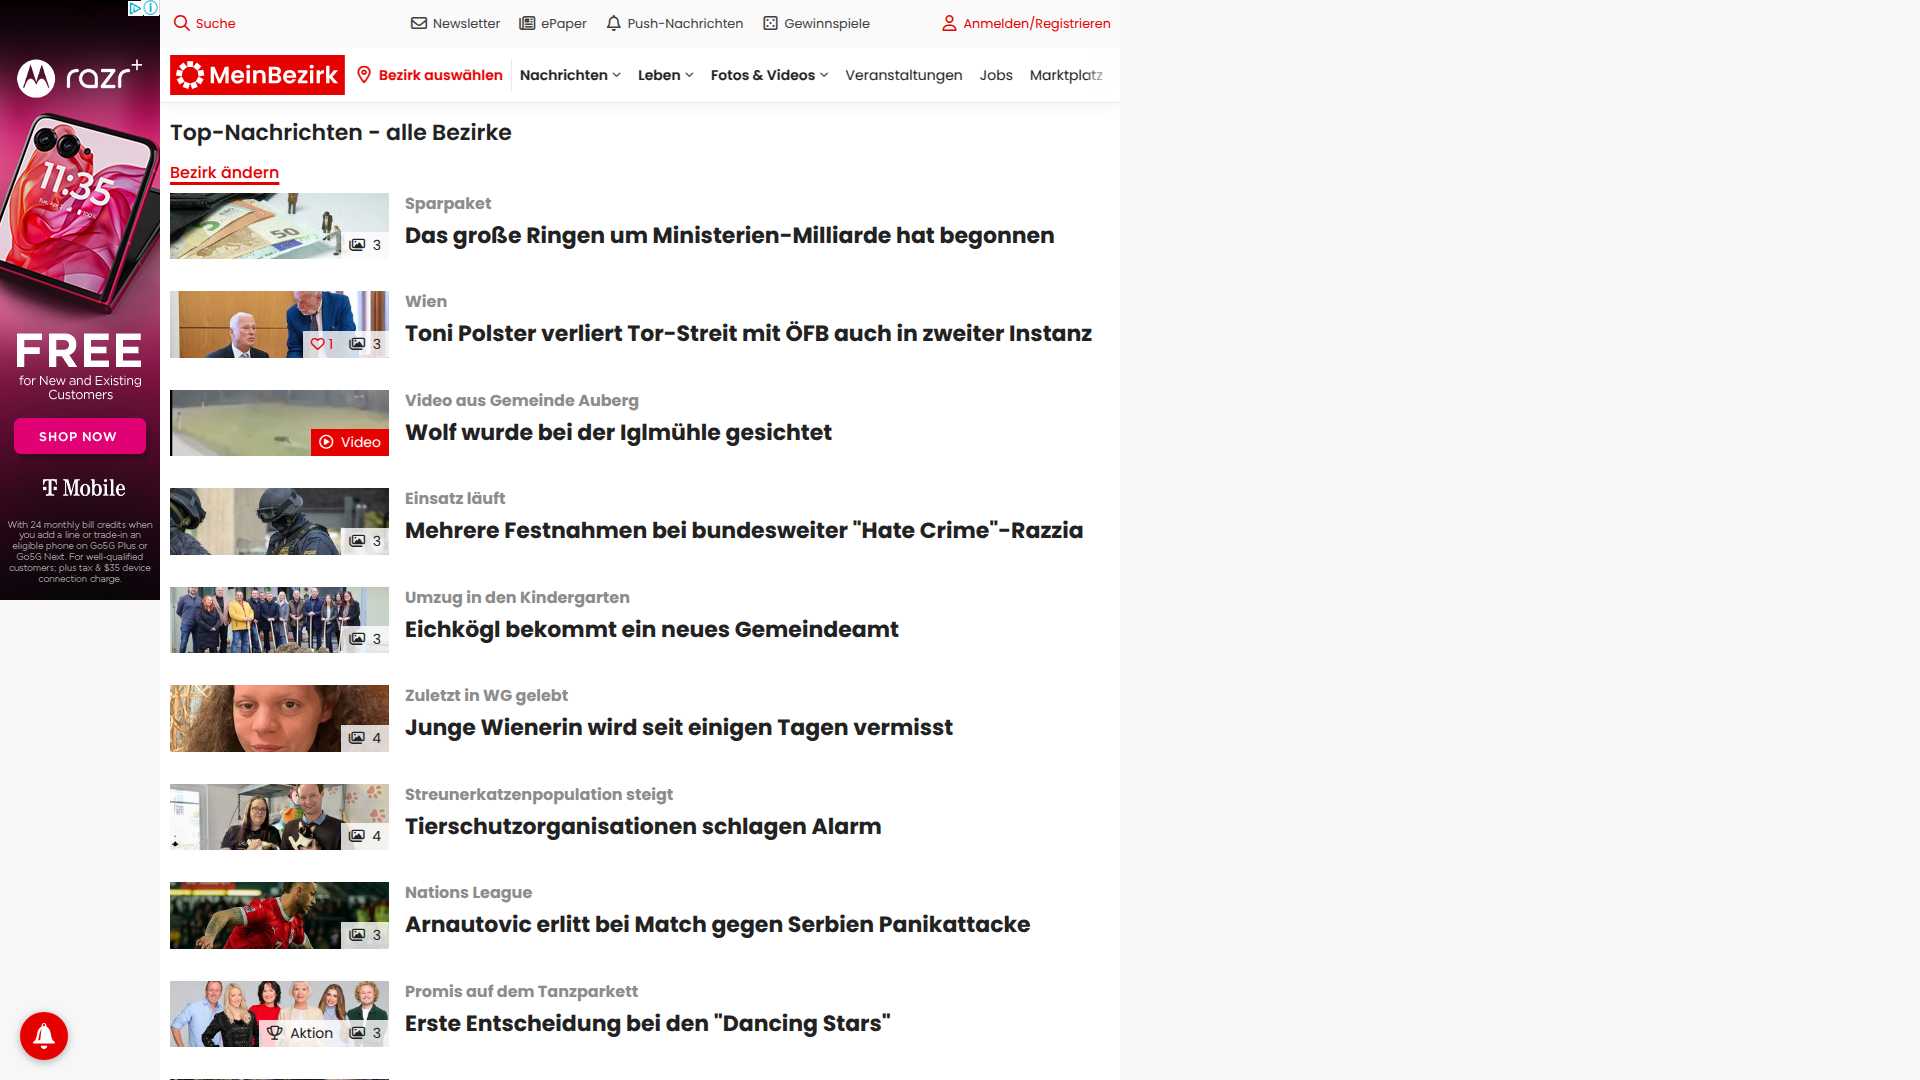 Suche
Newsletter
ePaper
Push-Nachrichten
Gewinnspiele
Anmelden/Registrieren
MeinBezirk
Bezirk auswählen
Nachrichten
Leben
Fotos & Videos
Veranstaltungen
Jobs
Marktplatz
razr+
11:35
FREE
for New and Existing
Customers
SHOP NOW
T Mobile
With 24 monthly bill credits when
you add a line or trade-in an
eligible phone on Go5G Plus or
Go5G Next. For well-qualified
customers; plus tax & $35 device
connection charge.
Top-Nachrichten - alle Bezirke
Bezirk ändern
50
3
Sparpaket
Das große Ringen um Ministerien-Milliarde hat begonnen
1
3
Wien
Toni Polster verliert Tor-Streit mit ÖFB auch in zweiter Instanz
Video
Video aus Gemeinde Auberg
Wolf wurde bei der Iglmühle gesichtet
3
Einsatz läuft
Mehrere Festnahmen bei bundesweiter "Hate Crime"-Razzia
3
Umzug in den Kindergarten
Eichkögl bekommt ein neues Gemeindeamt
4
Zuletzt in WG gelebt
Junge Wienerin wird seit einigen Tagen vermisst
4
Streunerkatzenpopulation steigt
Tierschutzorganisationen schlagen Alarm
3
Nations League
Arnautovic erlitt bei Match gegen Serbien Panikattacke
Aktion
3
Promis auf dem Tanzparkett
Erste Entscheidung bei den "Dancing Stars"